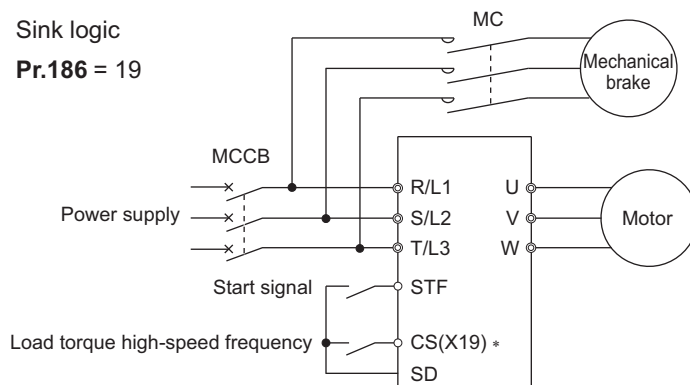 Sink logic
Pr.186 = 19
MC
Mechanical
brake
MCCB
Power supply
R/L1
S/L2
T/L3
U
V
W
Motor
Start signal
STF
Load torque high-speed frequency
CS(X19) *
SD